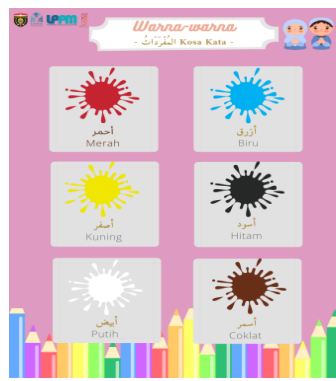 LPPM
Warna-warna
- المُفْرَدَاتُ Kosa Kata -
أحمر
Merah
أزرق
Biru
أصفر
Kuning
أسود
Hitam
أبيض
Putih
أسمر
Coklat